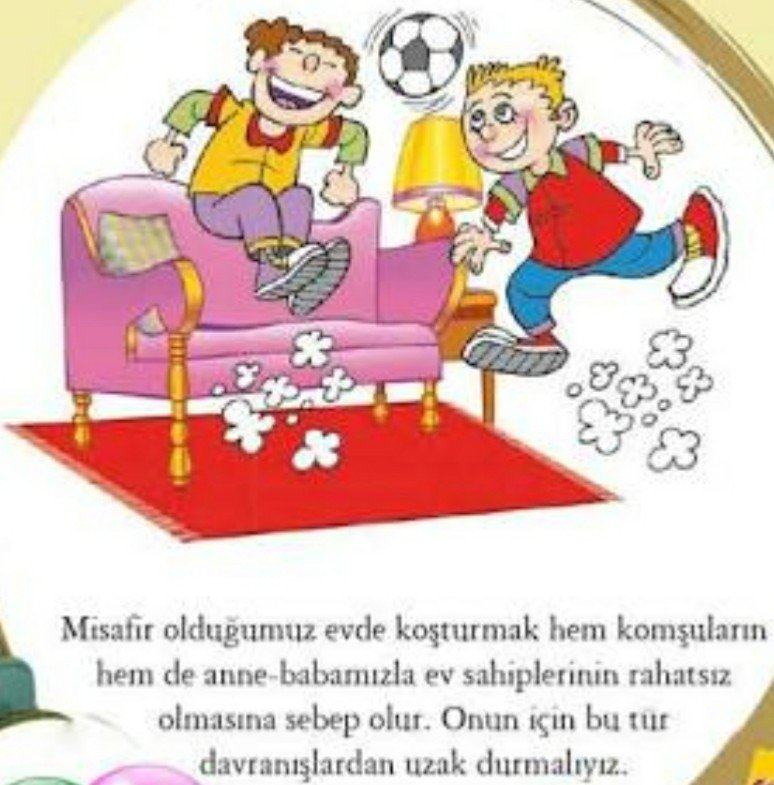 Misafir olduğumuz evde koşturmak hem komşuların
hem de anne-babamızla ev sahiplerinin rahatsız
olmasına sebep olur. Onun için bu tür
davranışlardan uzak durmalıyız.